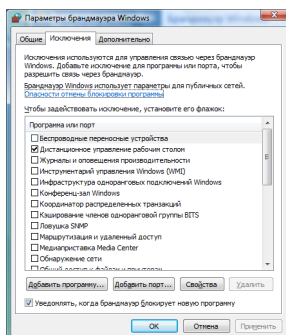 Параметры брандмауэра Windows
Общие Исключения Дополнительно
Исключения используются для управления связью через брандмауэр
Windows. Добавьте исключение для программы или порта, чтобы
разрешить связь через брандмауэр.
Брандмауэр Windows использует параметры для публичных сетей.
Опасности отмены блокировки программы
Чтобы задействовать исключение, установите его флажок:
Программа или порт
Беспроводные переносные устройства
Дистанционное управление рабочим столом
Журналы и оповещения производительности
Инструментарий управления Windows (WMI)
Инфраструктура одноранговых подключений Windows
Конференц-зал Windows
Координатор распределенных транзакций
Кэширование членов одноранговой группы BITS
Ловушка SNMP
Маршрутизация и удаленный доступ
Медиаприставка Media Center
Обнаружение сети
Общий доступ к файлам и принтерам
Добавить программу... Добавить порт... Свойства Удалить
Уведомлять, когда брандмауэр блокирует новую программу
ОК Отмена Применить